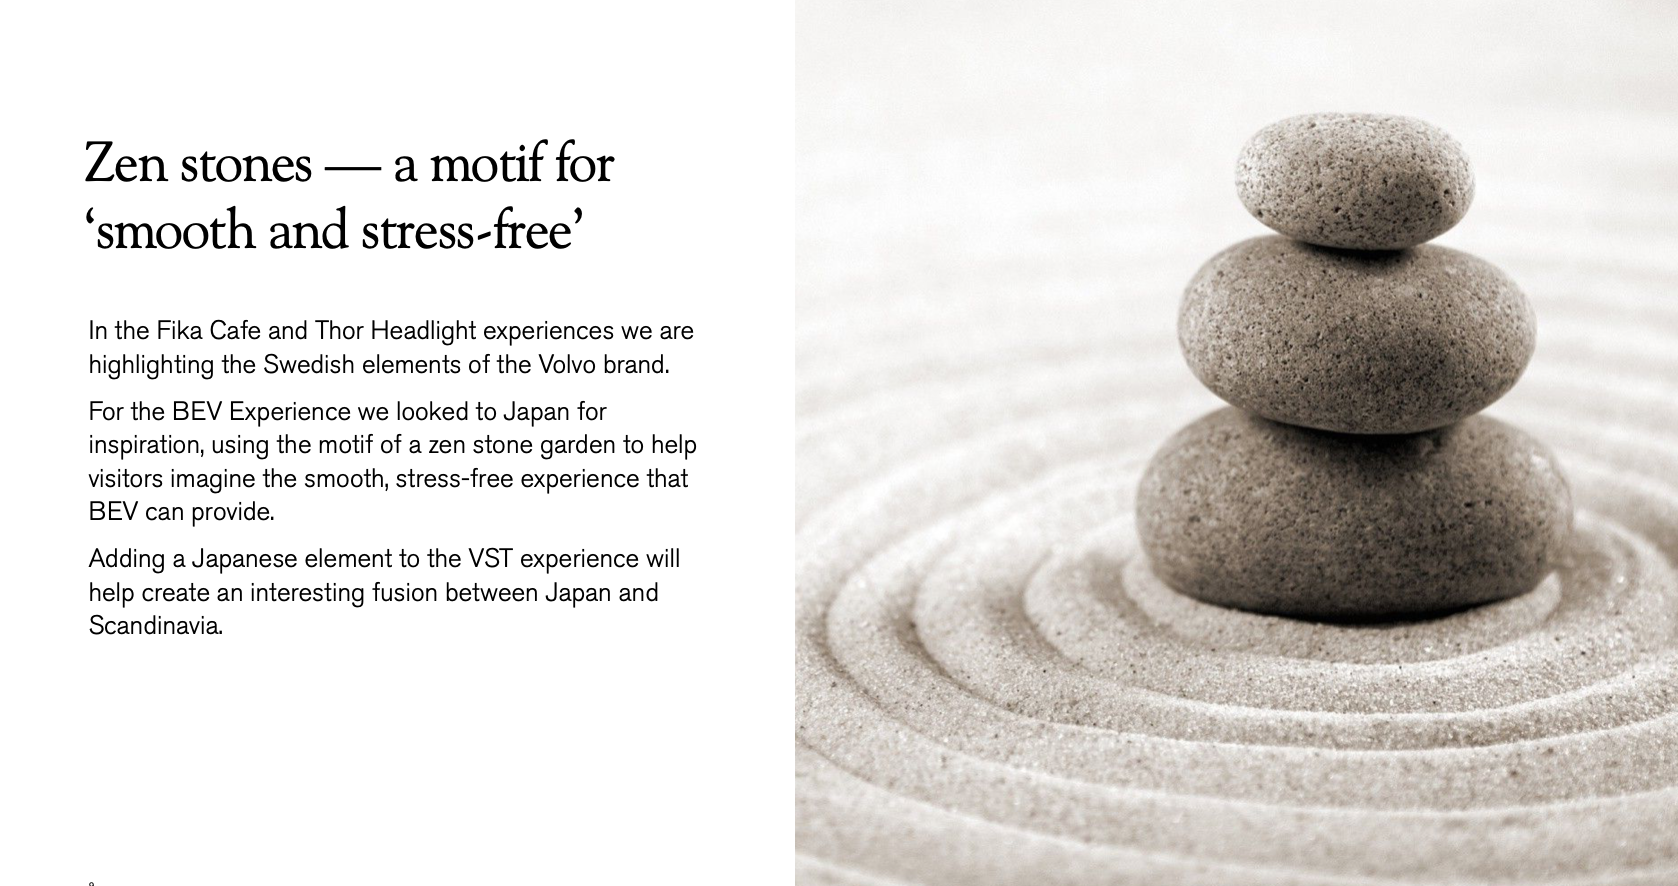 Zen stones — a motif for
‘smooth and stress-free’
In the Fika Cafe and Thor Headlight experiences we are
highlighting the Swedish elements of the Volvo brand.
For the BEV Experience we looked to Japan for
inspiration, using the motif of a zen stone garden to help
visitors imagine the smooth, stress-free experience that
BEV can provide.
Adding a Japanese element to the VST experience will
help create an interesting fusion between Japan and
Scandinavia.